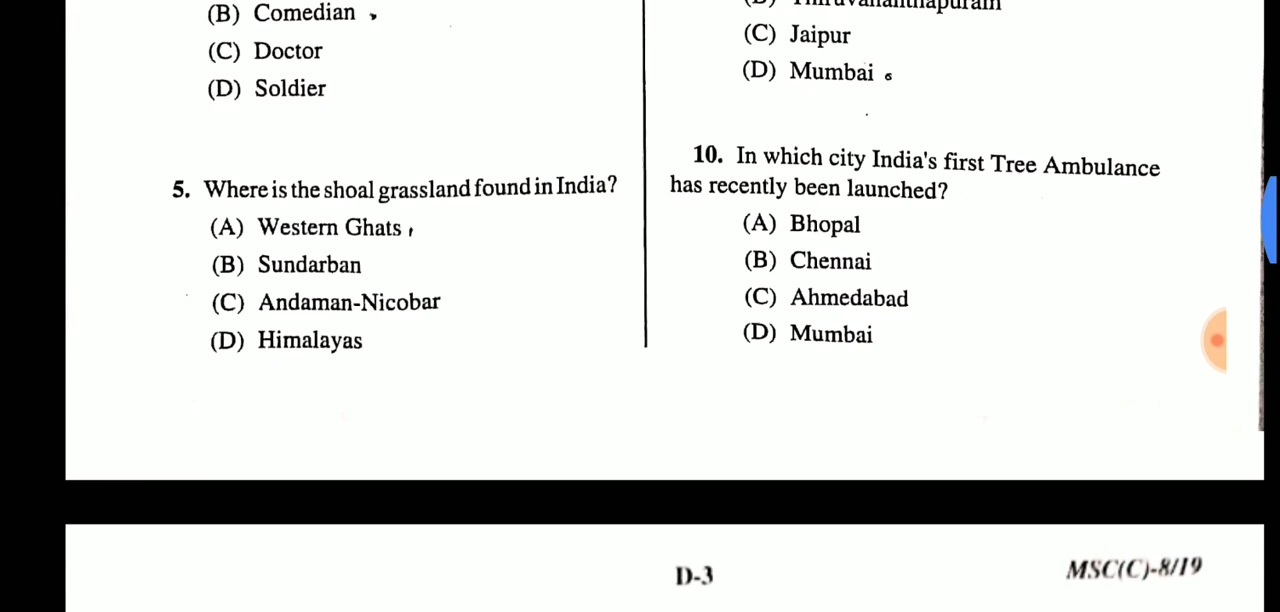 (B) Comedian
(C) Doctor
(D) Soldier
5. Where is the shoal grassland found in India?
(A) Western Ghats
(B) Sundarban
(C) Andaman-Nicobar
(D) Himalayas
(B) Thiruvananthapuram
(C) Jaipur
(D) Mumbai
10. In which city India's first Tree Ambulance
has recently been launched?
(A) Bhopal
(B) Chennai
(C) Ahmedabad
(D) Mumbai
D-3
MSC(C)-8/19